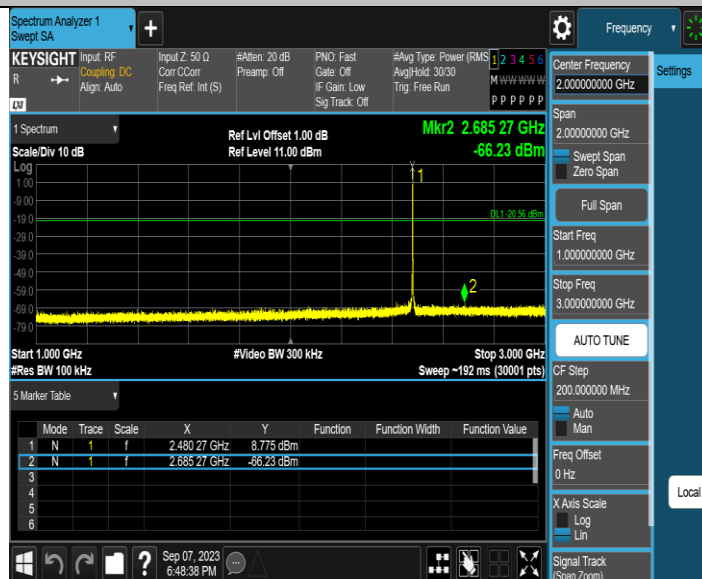 Spectrum Analyzer 1
Swept SA
+
Frequency
KEYSIGHT
R
LXI
Input: RF
Coupling: DC
Align: Auto
Input Z: 50 Ω
Corr CCorr
Freq Ref: Int (S)
#Atten: 20 dB
Preamp: Off
PNO: Fast
Gate: Off
IF Gain: Low
Sig Track: Off
#Avg Type: Power (RMS
Avg|Hold: 30/30
Trig: Free Run
1 2 3 4 5 6
M W W W W W
P P P P P P
1 Spectrum
Scale/Div 10 dB
Log
Ref Lvl Offset 1.00 dB
Ref Level 11.00 dBm
Mkr2 2.685 27 GHz
-66.23 dBm
1.00
-9.00
-19.0
-29.0
-39.0
-49.0
-59.0
-69.0
-79.0
1
DL1 -20.56 dBm
2
Start 1.000 GHz
#Res BW 100 kHz
#Video BW 300 kHz
Stop 3.000 GHz
Sweep ~192 ms (30001 pts)
5 Marker Table
Mode Trace Scale X Y Function Function Width Function Value
1 N 1 f 2.480 27 GHz 8.775 dBm
2 N 1 f 2.685 27 GHz -66.23 dBm
3
4
5
6
?
Sep 07, 2023
6:48:38 PM
Center Frequency
2.000000000 GHz
Settings
Span
2.00000000 GHz
Swept Span
Zero Span
Full Span
Start Freq
1.000000000 GHz
Stop Freq
3.000000000 GHz
AUTO TUNE
CF Step
200.000000 MHz
Auto
Man
Freq Offset
0 Hz
Local
X Axis Scale
Log
Lin
Signal Track
(Span Zoom)